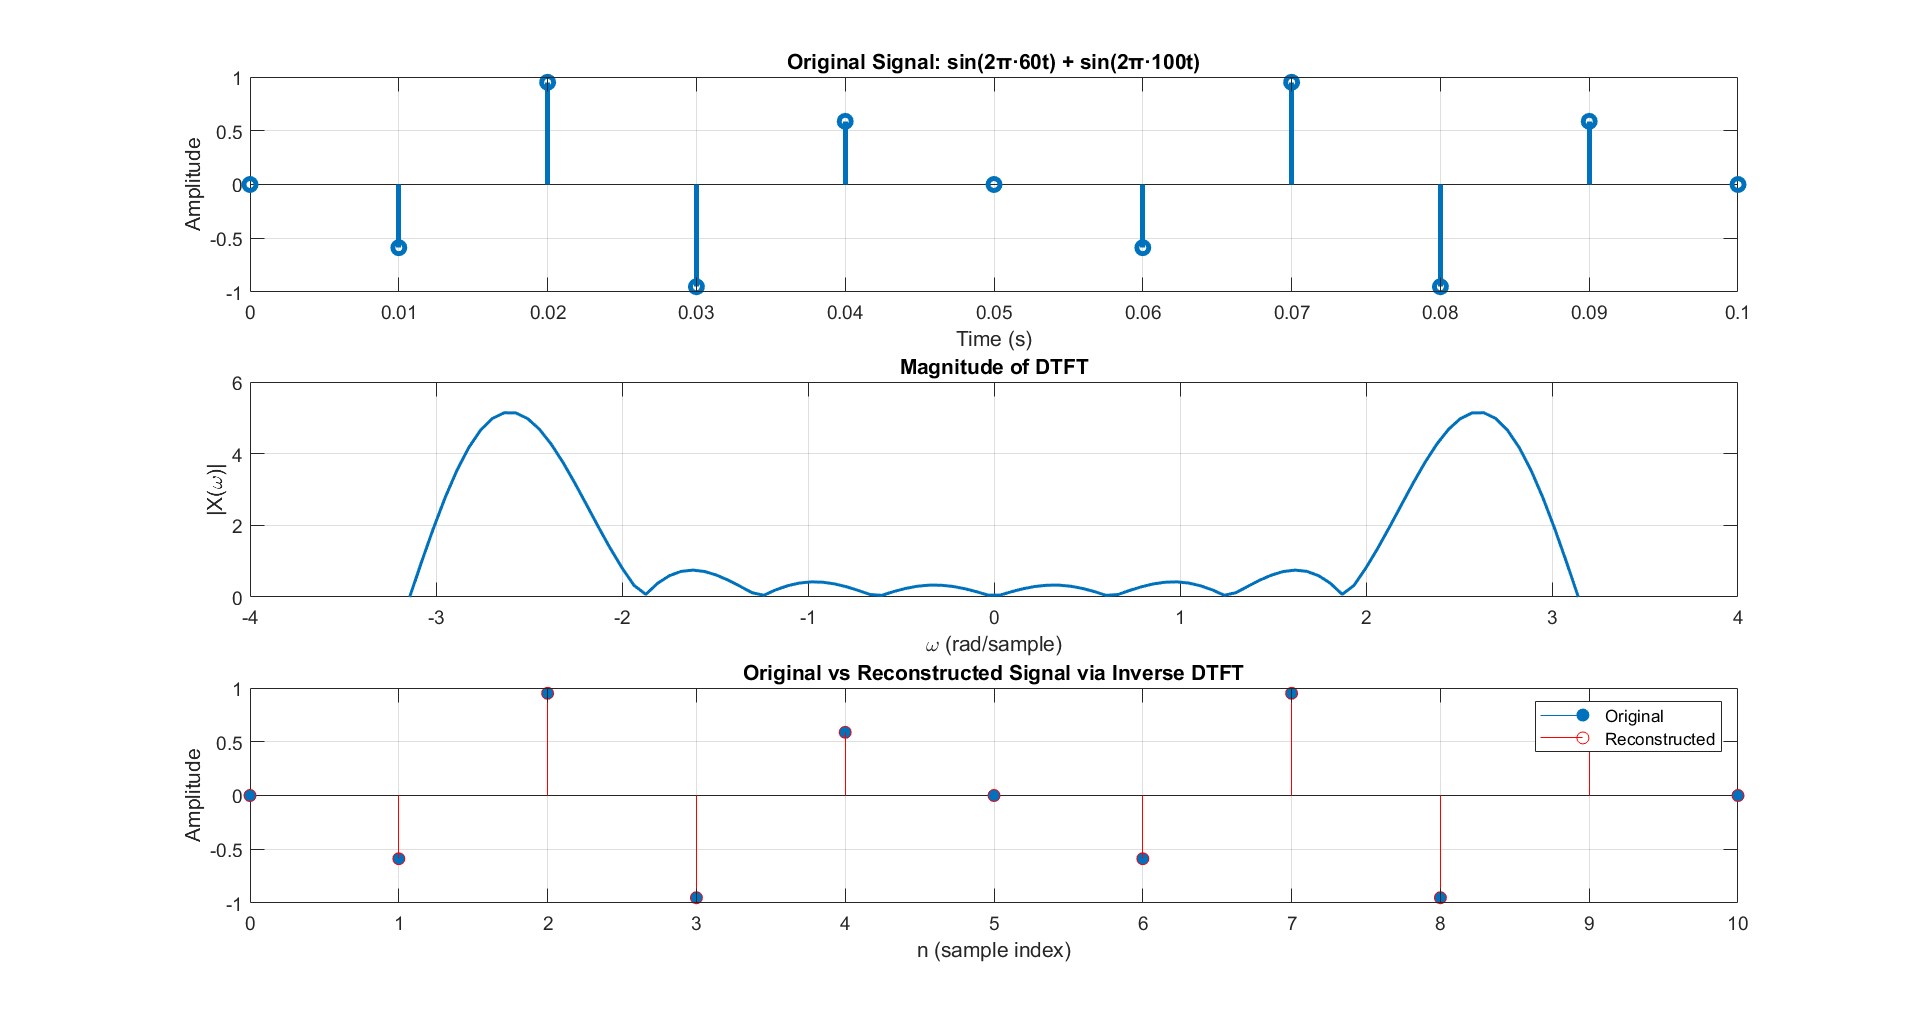 Original Signal: sin(2π·60t) + sin(2π·100t)
Amplitude
1
0.5
0
-0.5
-1
0 0.01 0.02 0.03 0.04 0.05 0.06 0.07 0.08 0.09 0.1
Time (s)
Magnitude of DTFT
|X(ω)|
6
4
2
0
-4 -3 -2 -1 0 1 2 3 4
ω (rad/sample)
Original vs Reconstructed Signal via Inverse DTFT
Amplitude
1
0.5
0
-0.5
-1
Original
Reconstructed
0 1 2 3 4 5 6 7 8 9 10
n (sample index)